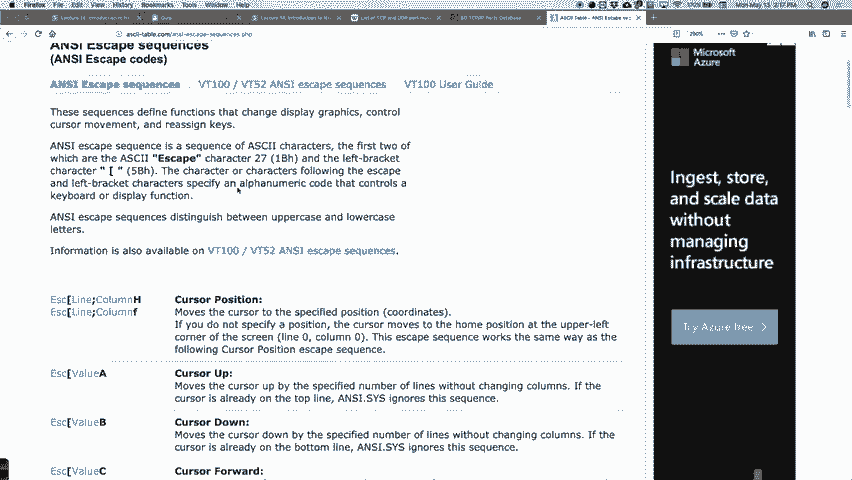 Firefox File Edit View History Bookmarks Tools Window Help
ascii-table.com/ansi-escape-sequences.php
ANSI Escape sequences
(ANSI Escape codes)
ANSI Escape sequences VT100 / VT52 ANSI escape sequences VT100 User Guide
These sequences define functions that change display graphics, control
cursor movement, and reassign keys.
ANSI escape sequence is a sequence of ASCII characters, the first two of
which are the ASCII "Escape" character 27 (1Bh) and the left-bracket
character " [ " (5Bh). The character or characters following the escape
and left-bracket characters specify an alphanumeric code that controls a
keyboard or display function.
ANSI escape sequences distinguish between uppercase and lowercase
letters.
Information is also available on VT100 / VT52 ANSI escape sequences.
Esc[Line;ColumnH Cursor Position:
Esc[Line;Columnf Moves the cursor to the specified position (coordinates).
If you do not specify a position, the cursor moves to the home position at the upper-left
corner of the screen (line 0, column 0). This escape sequence works the same way as the
following Cursor Position escape sequence.
Esc[ValueA Cursor Up:
Moves the cursor up by the specified number of lines without changing columns. If the
cursor is already on the top line, ANSI.SYS ignores this sequence.
Esc[ValueB Cursor Down:
Moves the cursor down by the specified number of lines without changing columns. If the
cursor is already on the bottom line, ANSI.SYS ignores this sequence.
Esc[ValueC Cursor Forward:
Microsoft
Azure
Ingest, store,
and scale data
without
managing
infrastructure
Try Azure free